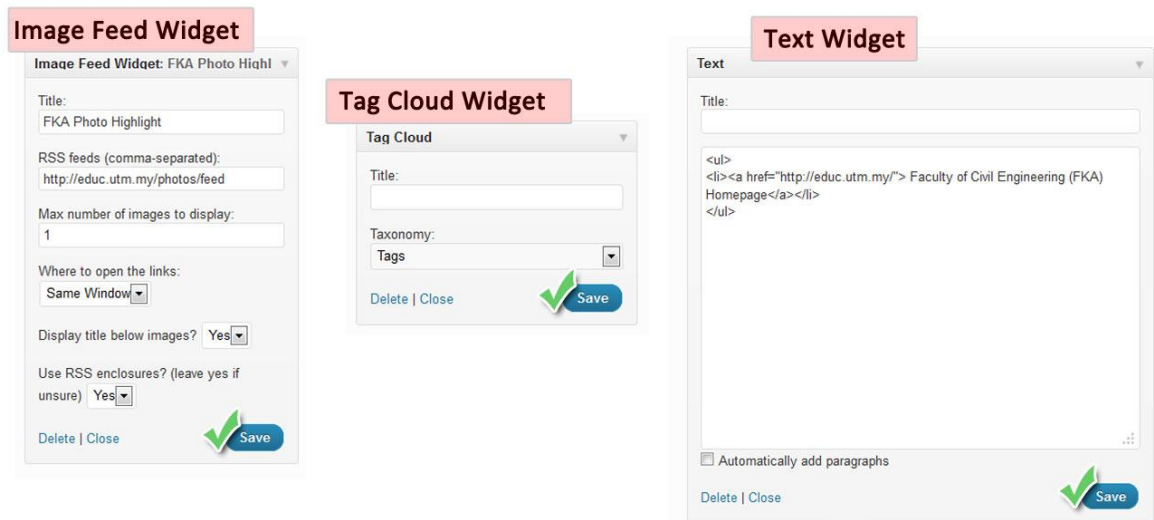 Image Feed Widget
Image Feed Widget: FKA Photo Highl
Title:
FKA Photo Highlight
RSS feeds (comma-separated):
http://educ.utm.my/photos/feed
Max number of images to display:
1
Where to open the links:
Same Window
Display title below images? Yes
Use RSS enclosures? (leave yes if
unsure) Yes
Delete | Close
Save
Tag Cloud Widget
Tag Cloud
Title:
Taxonomy:
Tags
Delete | Close
Save
Text Widget
Text
Title:
<ul>
<li><a href="http://educ.utm.my/"> Faculty of Civil Engineering (FKA)
Homepage</a></li>
</ul>
Automatically add paragraphs
Delete | Close
Save